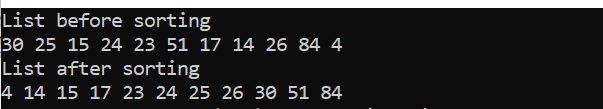 List before sorting
30 25 15 24 23 51 17 14 26 84 4
List after sorting
4 14 15 17 23 24 25 26 30 51 84